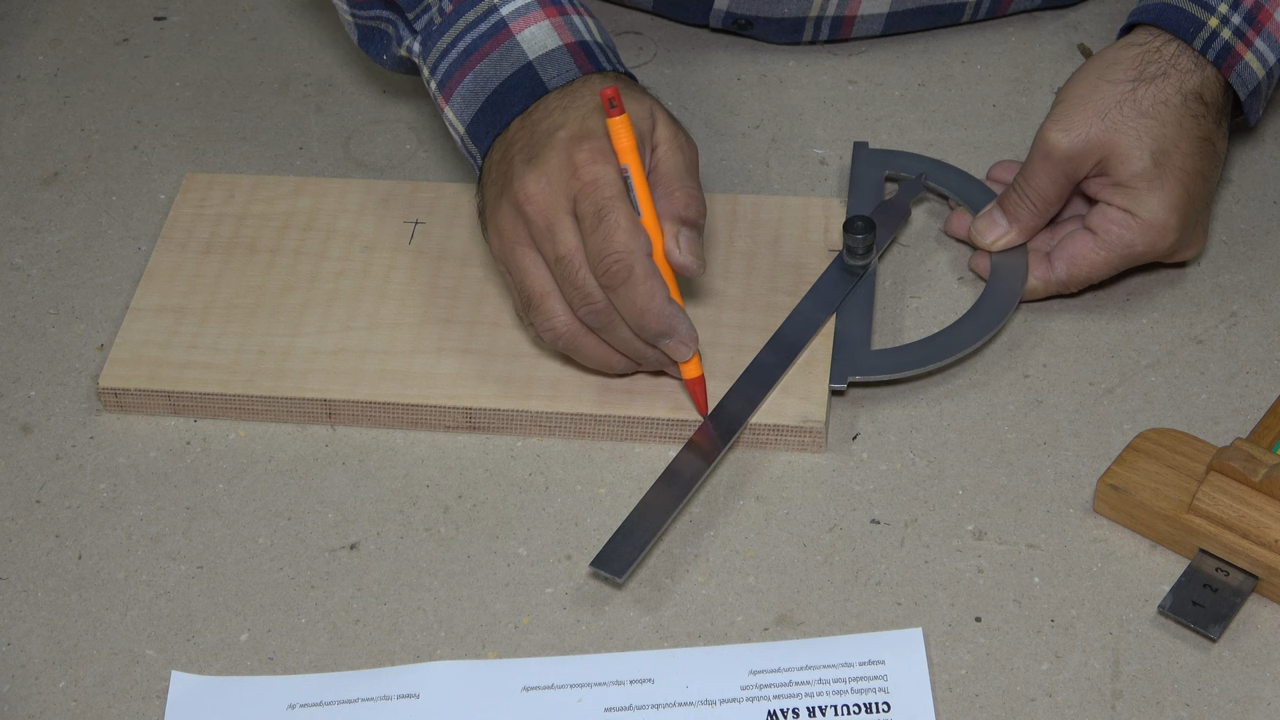 CIRCULAR SAW
The building video is on the Greensaw Youtube channel, https://www.youtube.com/greensaw
Downloaded from http://www.greensawdiy.com
Instagram : https://www.instagram.com/greensawdiy/
Facebook : https://www.facebook.com/greensawdiy/
Pinterest : https://www.pinterest.com/greensaw_diy/
1 2 3